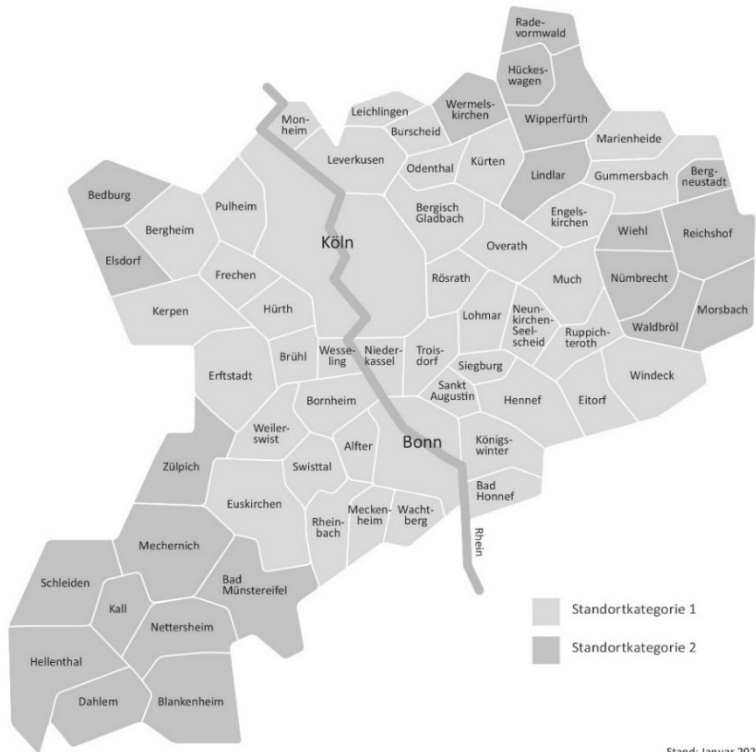 Rade-
vormwald
Hückes-
wagen
Wermels-
kirchen
Wipperfürth
Leichlingen
Mon-
heim
Burscheid
Marienheide
Leverkusen
Odenthal
Kürten
Lindlar
Gummersbach
Berg-
neustadt
Bedburg
Pulheim
Bergisch
Gladbach
Engels-
kirchen
Bergheim
Köln
Overath
Wiehl
Reichshof
Elsdorf
Frechen
Rösrath
Much
Nümbrecht
Kerpen
Hürth
Lohmar
Neun-
kirchen-
Seel-
scheid
Morsbach
Ruppich-
teroth
Waldbröl
Brühl
Wesse-
ling
Nieder-
kassel
Trois-
dorf
Siegburg
Erftstadt
Windeck
Sankt
Augustin
Bornheim
Hennef
Eitorf
Weiler-
swist
Alfter
Bonn
Königs-
winter
Zülpich
Swisttal
Bad
Honnef
Euskirchen
Rhein-
bach
Mecken-
heim
Wacht-
berg
Rhein
Mechernich
Schleiden
Bad
Münstereifel
Kall
Nettersheim
Hellenthal
Dahlem
Blankenheim
Standortkategorie 1
Standortkategorie 2
Stand: Januar